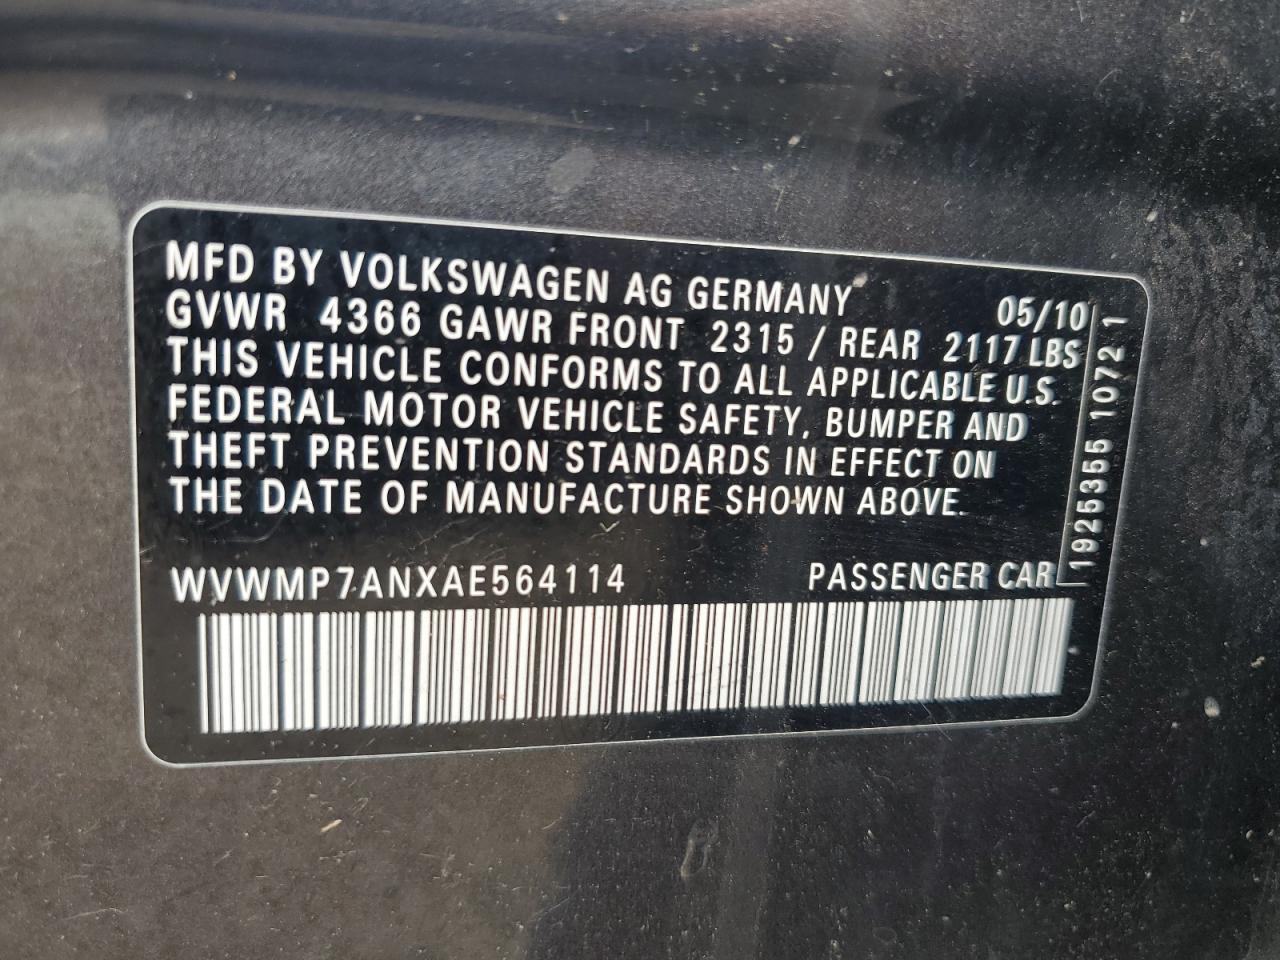 MFD BY VOLKSWAGEN AG GERMANY 05/10
GVWR 4366 GAWR FRONT 2315 / REAR 2117 LBS
THIS VEHICLE CONFORMS TO ALL APPLICABLE U.S.
FEDERAL MOTOR VEHICLE SAFETY, BUMPER AND
THEFT PREVENTION STANDARDS IN EFFECT ON
THE DATE OF MANUFACTURE SHOWN ABOVE.
WVWMP7ANXAE564114 PASSENGER CAR
1925355 1072 1